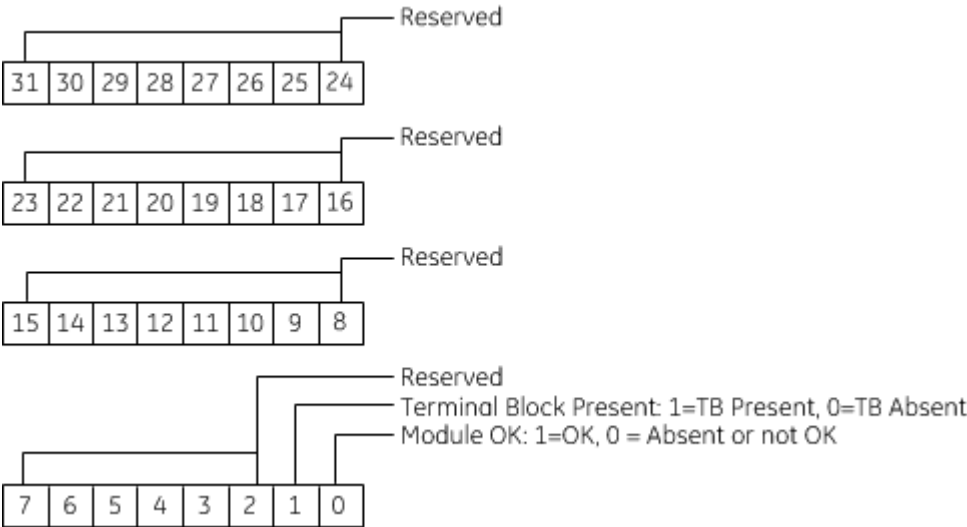 Reserved
31 30 29 28 27 26 25 24
Reserved
23 22 21 20 19 18 17 16
Reserved
15 14 13 12 11 10 9 8
Reserved
Terminal Block Present: 1=TB Present, 0=TB Absent
Module OK: 1=OK, 0 = Absent or not OK
7 6 5 4 3 2 1 0